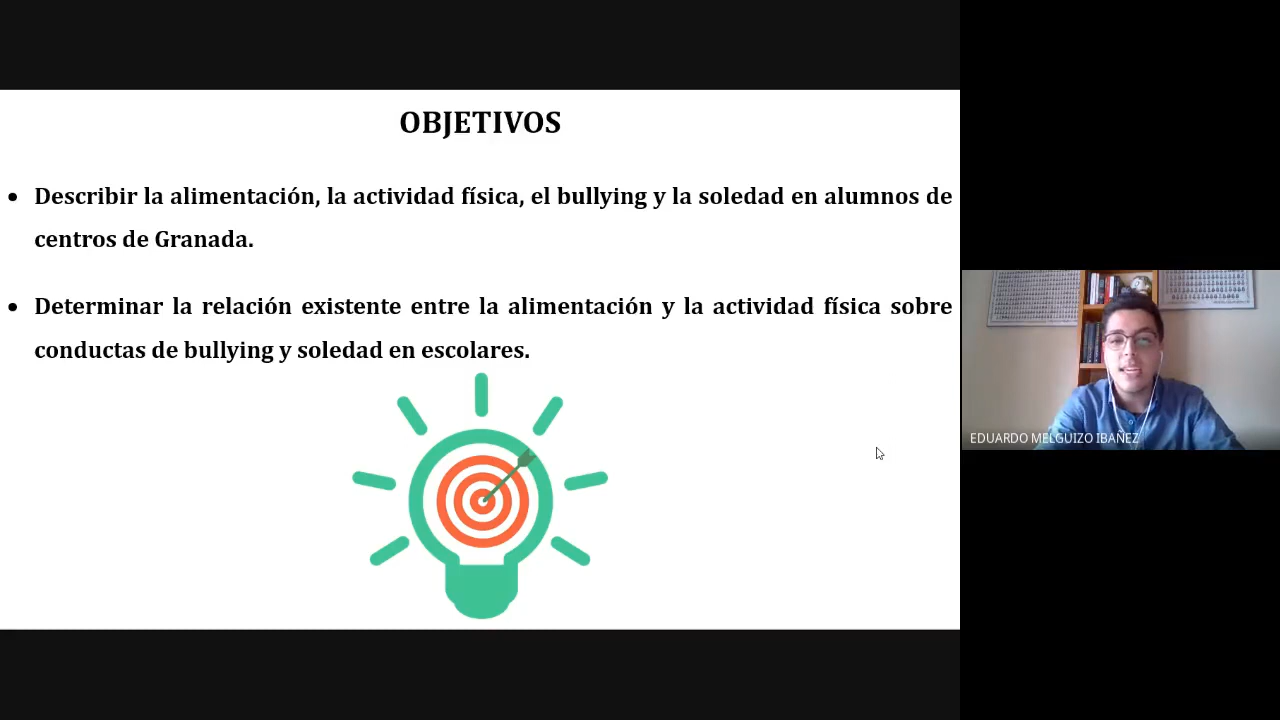 OBJETIVOS
• Describir la alimentación, la actividad física, el bullying y la soledad en alumnos de
centros de Granada.
• Determinar la relación existente entre la alimentación y la actividad física sobre
conductas de bullying y soledad en escolares.
EDUARDO MELGUIZO IBAÑEZ